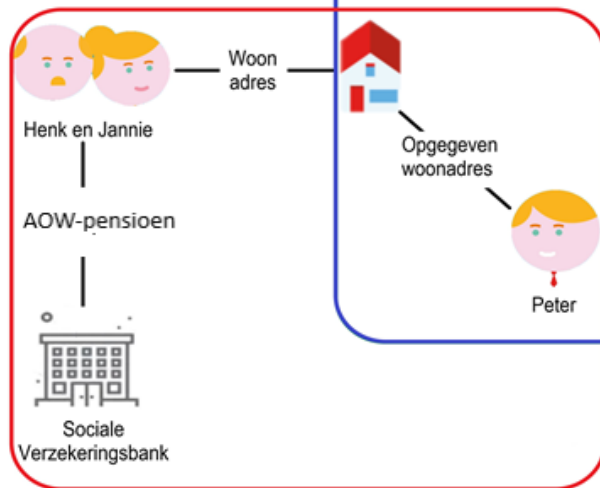 Woon
adres
Henk en Jannie
Opgegeven
woonadres
AOW-pensioen
Peter
Sociale
Verzekeringsbank